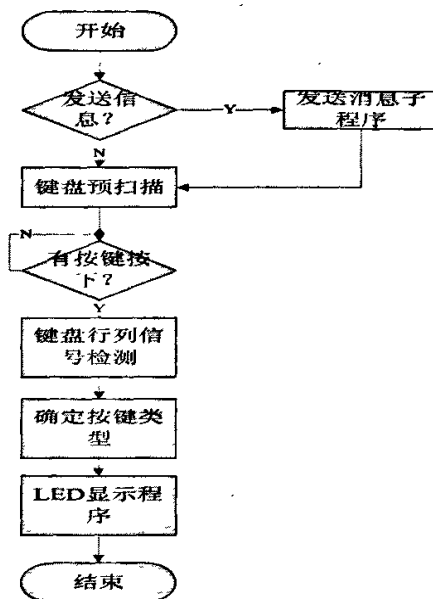 开始
发送信
息?
Y
发送消息子
程序
N
键盘预扫描
N
有按键按
下?
Y
键盘行列信
号检测
确定按键类
型
LED显示程
序
结束